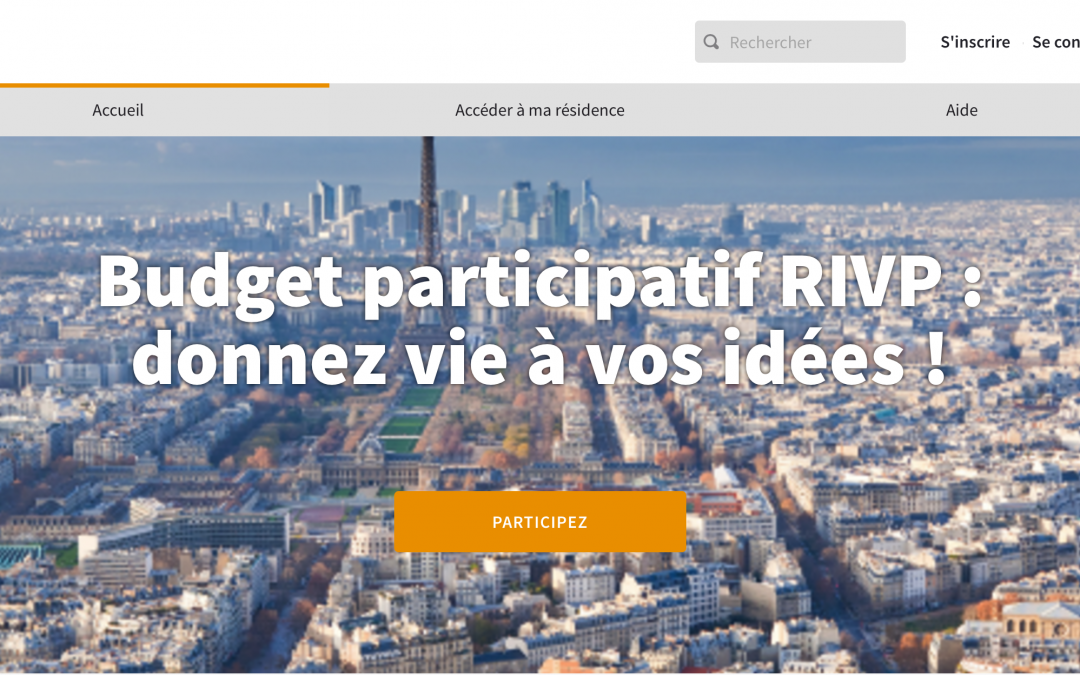 Rechercher
S'inscrire
Se con
Accueil
Accéder à ma résidence
Aide
Budget participatif RIVP :
donnez vie à vos idées !
PARTICIPEZ